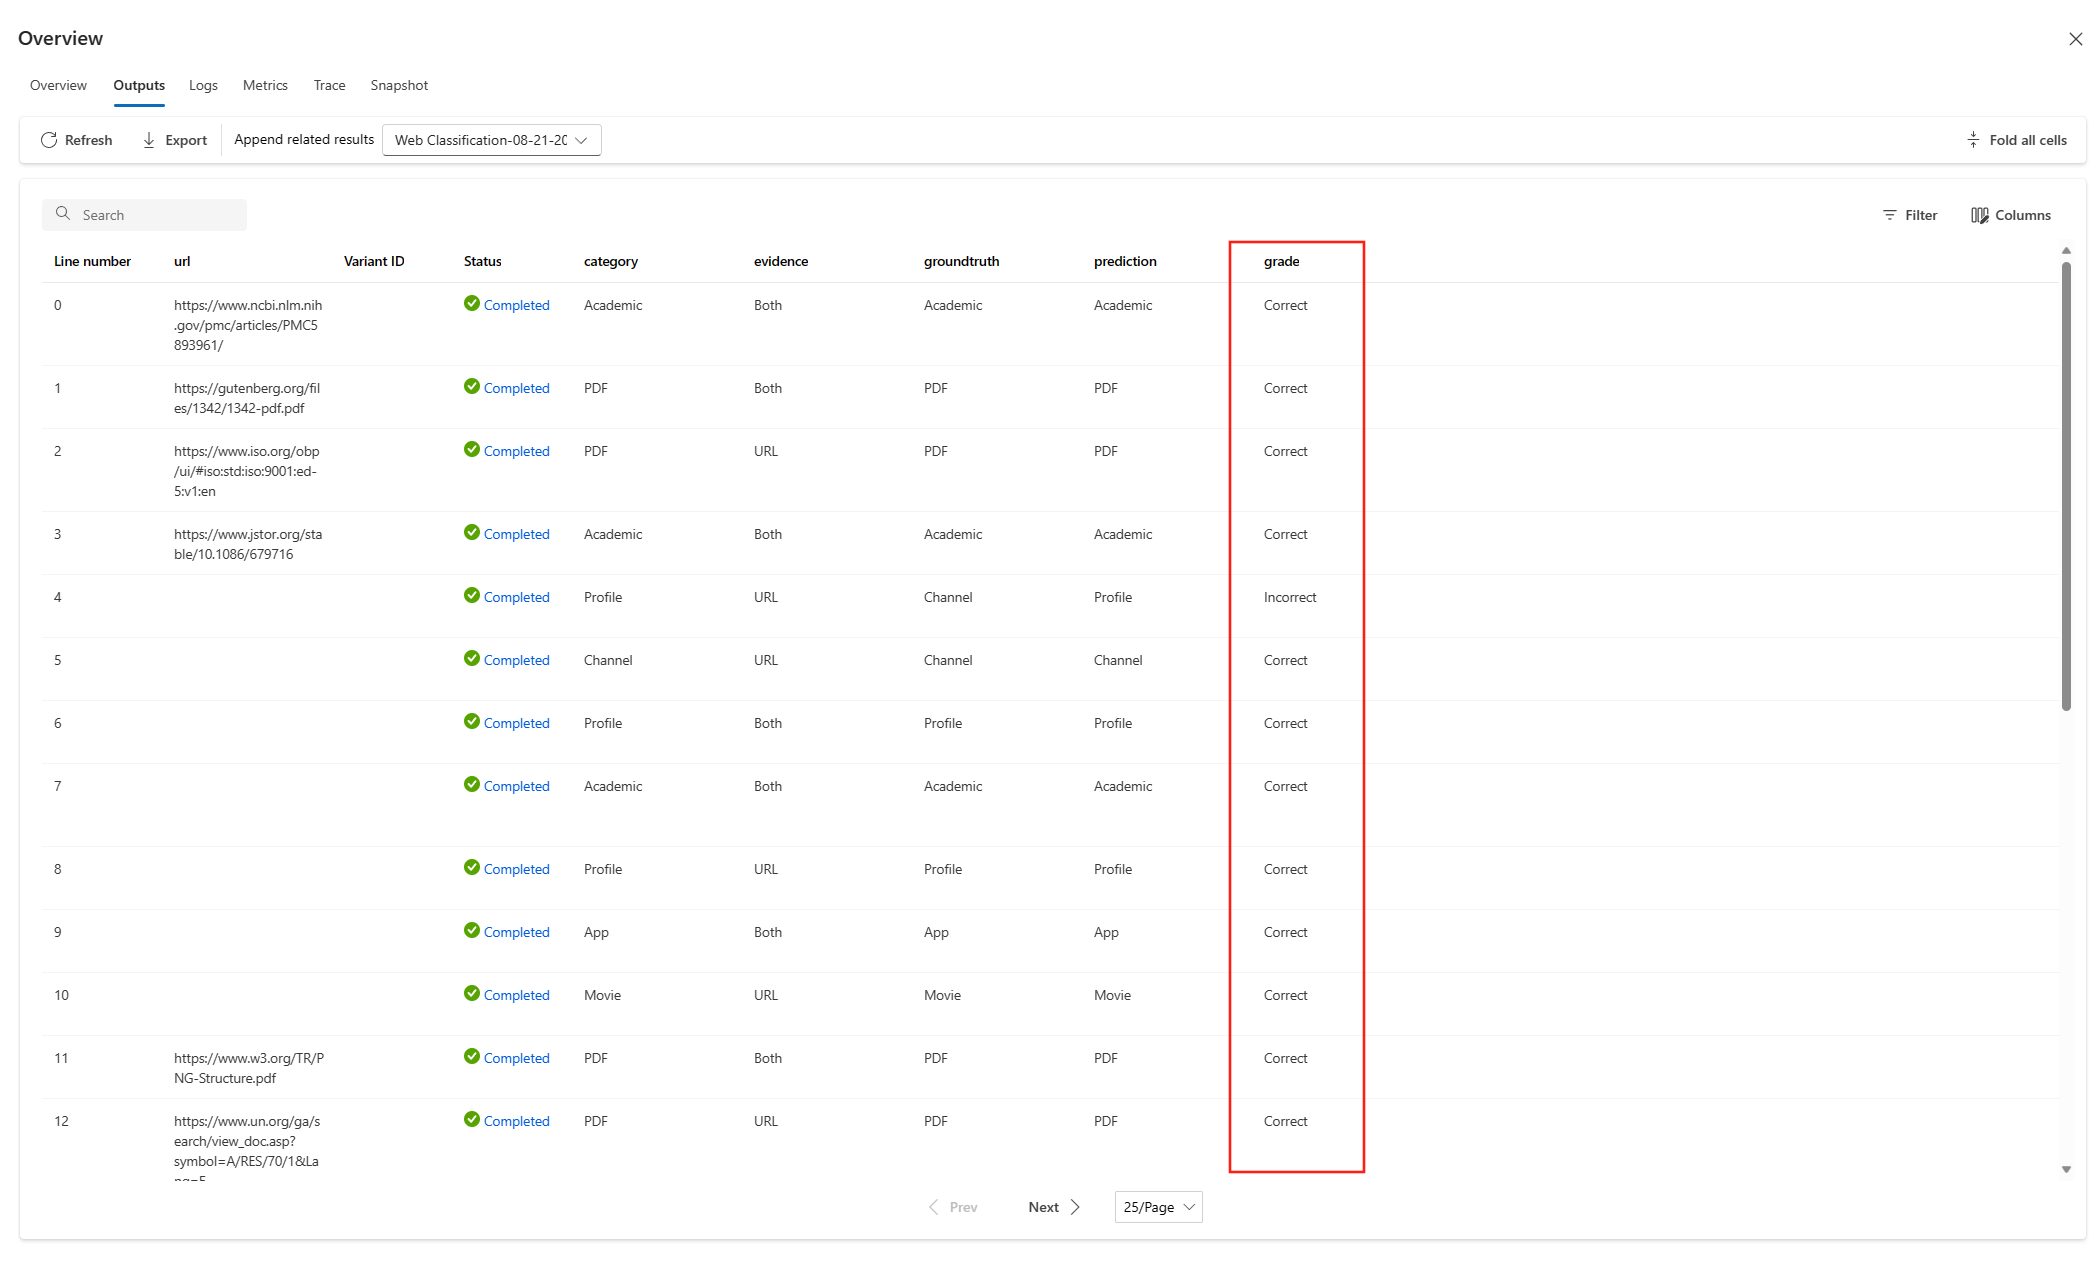 Overview
Overview Outputs Logs Metrics Trace Snapshot
Refresh Export Append related results Web Classification-08-21-20 Fold all cells
Search Filter Columns
Line number url Variant ID Status category evidence groundtruth prediction grade
0 https://www.ncbi.nlm.nih Completed Academic Both Academic Academic Correct
.gov/pmc/articles/PMC5
893961/
1 https://gutenberg.org/fil Completed PDF Both PDF PDF Correct
es/1342/1342-pdf.pdf
2 https://www.iso.org/obp Completed PDF URL PDF PDF Correct
/ui/#iso:std:iso:9001:ed-
5:v1:en
3 https://www.jstor.org/sta Completed Academic Both Academic Academic Correct
ble/10.1086/679716
4 Completed Profile URL Channel Profile Incorrect
5 Completed Channel URL Channel Channel Correct
6 Completed Profile Both Profile Profile Correct
7 Completed Academic Both Academic Academic Correct
8 Completed Profile URL Profile Profile Correct
9 Completed App Both App App Correct
10 Completed Movie URL Movie Movie Correct
11 https://www.w3.org/TR/P Completed PDF Both PDF PDF Correct
NG-Structure.pdf
12 https://www.un.org/ga/s Completed PDF URL PDF PDF Correct
earch/view_doc.asp?
symbol=A/RES/70/1&La
Prev Next 25/Page